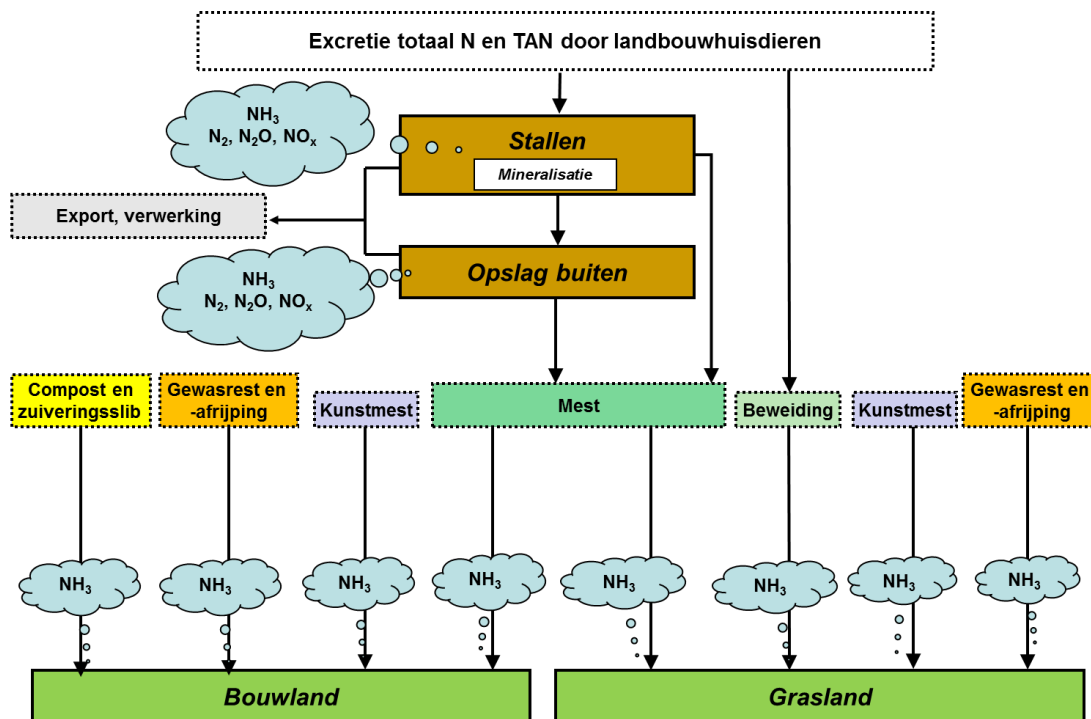 Excretie totaal N en TAN door landbouwhuisdieren
NH₃
N₂, N₂O, NOₓ
Stallen
Mineralisatie
Export, verwerking
NH₃
N₂, N₂O, NOₓ
Opslag buiten
Compost en
zuiveringsslib
Gewasrest en
-afrijping
Kunstmest
Mest
Beweiding
Kunstmest
Gewasrest en
-afrijping
NH₃
NH₃
NH₃
NH₃
NH₃
NH₃
NH₃
NH₃
Bouwland
Grasland